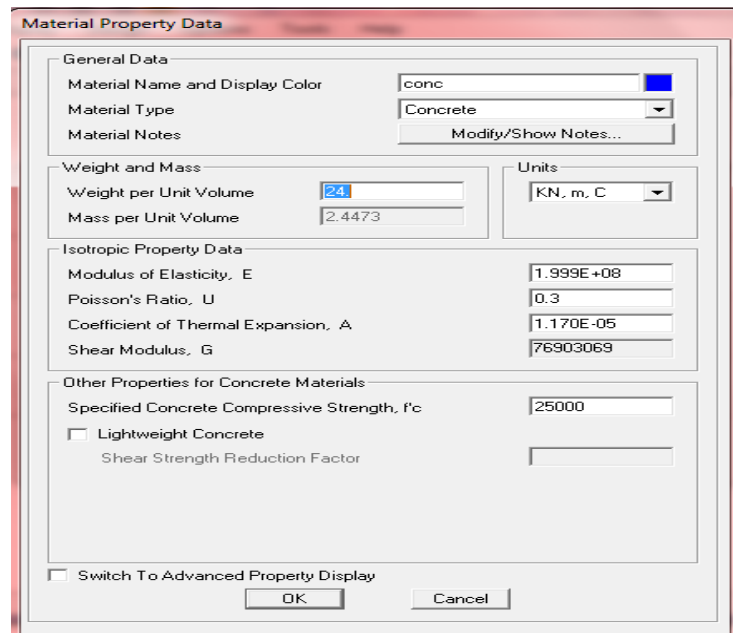 Material Property Data
General Data
Material Name and Display Color conc
Material Type Concrete
Material Notes Modify/Show Notes...
Weight and Mass Units
Weight per Unit Volume 24. KN, m, C
Mass per Unit Volume 2.4473
Isotropic Property Data
Modulus of Elasticity, E 1.999E+08
Poisson's Ratio, U 0.3
Coefficient of Thermal Expansion, A 1.170E-05
Shear Modulus, G 76903069
Other Properties for Concrete Materials
Specified Concrete Compressive Strength, f'c 25000
Lightweight Concrete
Shear Strength Reduction Factor
Switch To Advanced Property Display
OK Cancel